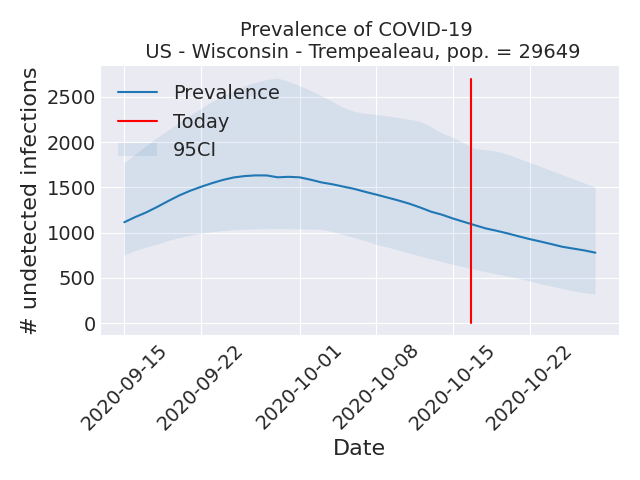 Prevalence of COVID-19
US - Wisconsin - Trempealeau, pop. = 29649
# undetected infections
2500
2000
1500
1000
500
0
Prevalence
Today
95CI
2020-09-15
2020-09-22
2020-10-01
2020-10-08
2020-10-15
2020-10-22
Date